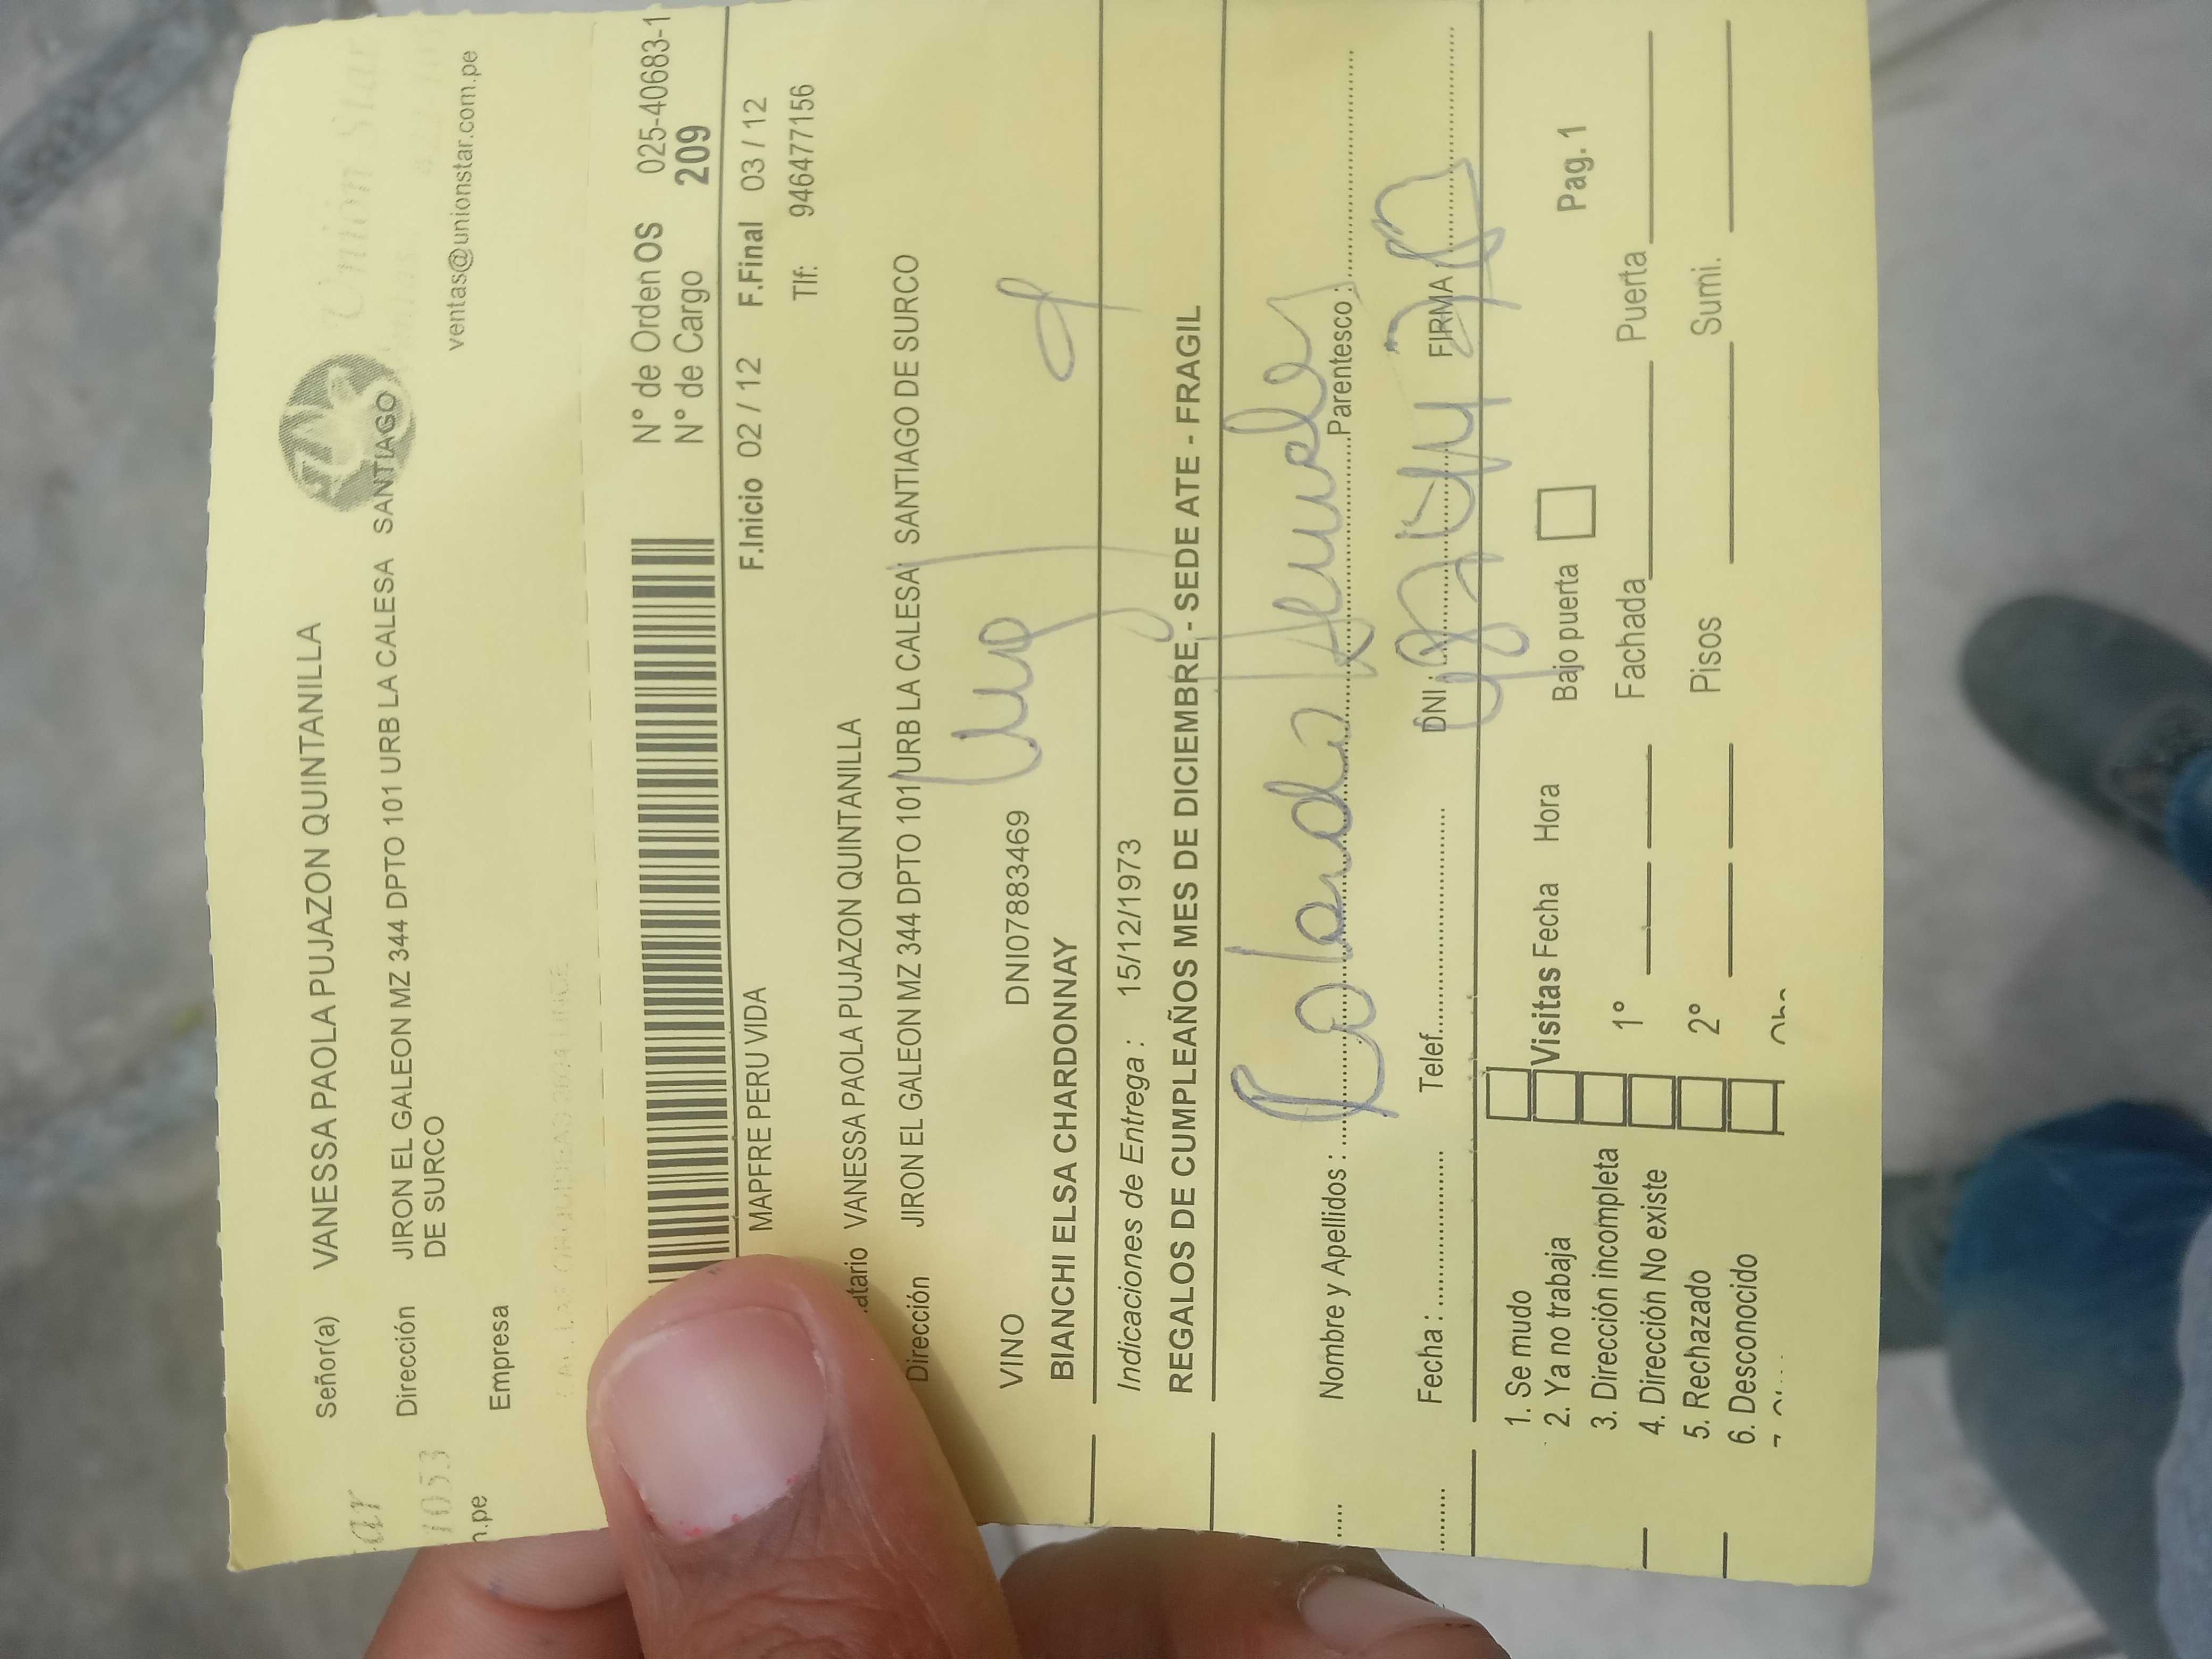 Unión Star
ventas@unionstar.com.pe
Señor(a) VANESSA PAOLA PUJAZON QUINTANILLA
Dirección JIRON EL GALEON MZ 344 DPTO 101 URB LA CALESA SANTIAGO
DE SURCO
Empresa
N° de Orden OS 025-40683-1
N° de Cargo 209
MAPFRE PERU VIDA F.Inicio 02 / 12 F.Final 03 / 12
Tlf: 946477156
VANESSA PAOLA PUJAZON QUINTANILLA
Dirección JIRON EL GALEON MZ 344 DPTO 101 URB LA CALESA SANTIAGO DE SURCO
VINO DNI07883469
BIANCHI ELSA CHARDONNAY
Indicaciones de Entrega : 15/12/1973
REGALOS DE CUMPLEAÑOS MES DE DICIEMBRE - SEDE ATE - FRAGIL
Nombre y Apellidos : Parentesco :
Fecha : Telef. DNI : FIRMA
1. Se mudo
2. Ya no trabaja
3. Dirección incompleta
4. Dirección No existe
5. Rechazado
6. Desconocido
Visitas Fecha Hora Bajo puerta Pag. 1
1° Fachada Puerta
2° Pisos Sumi.